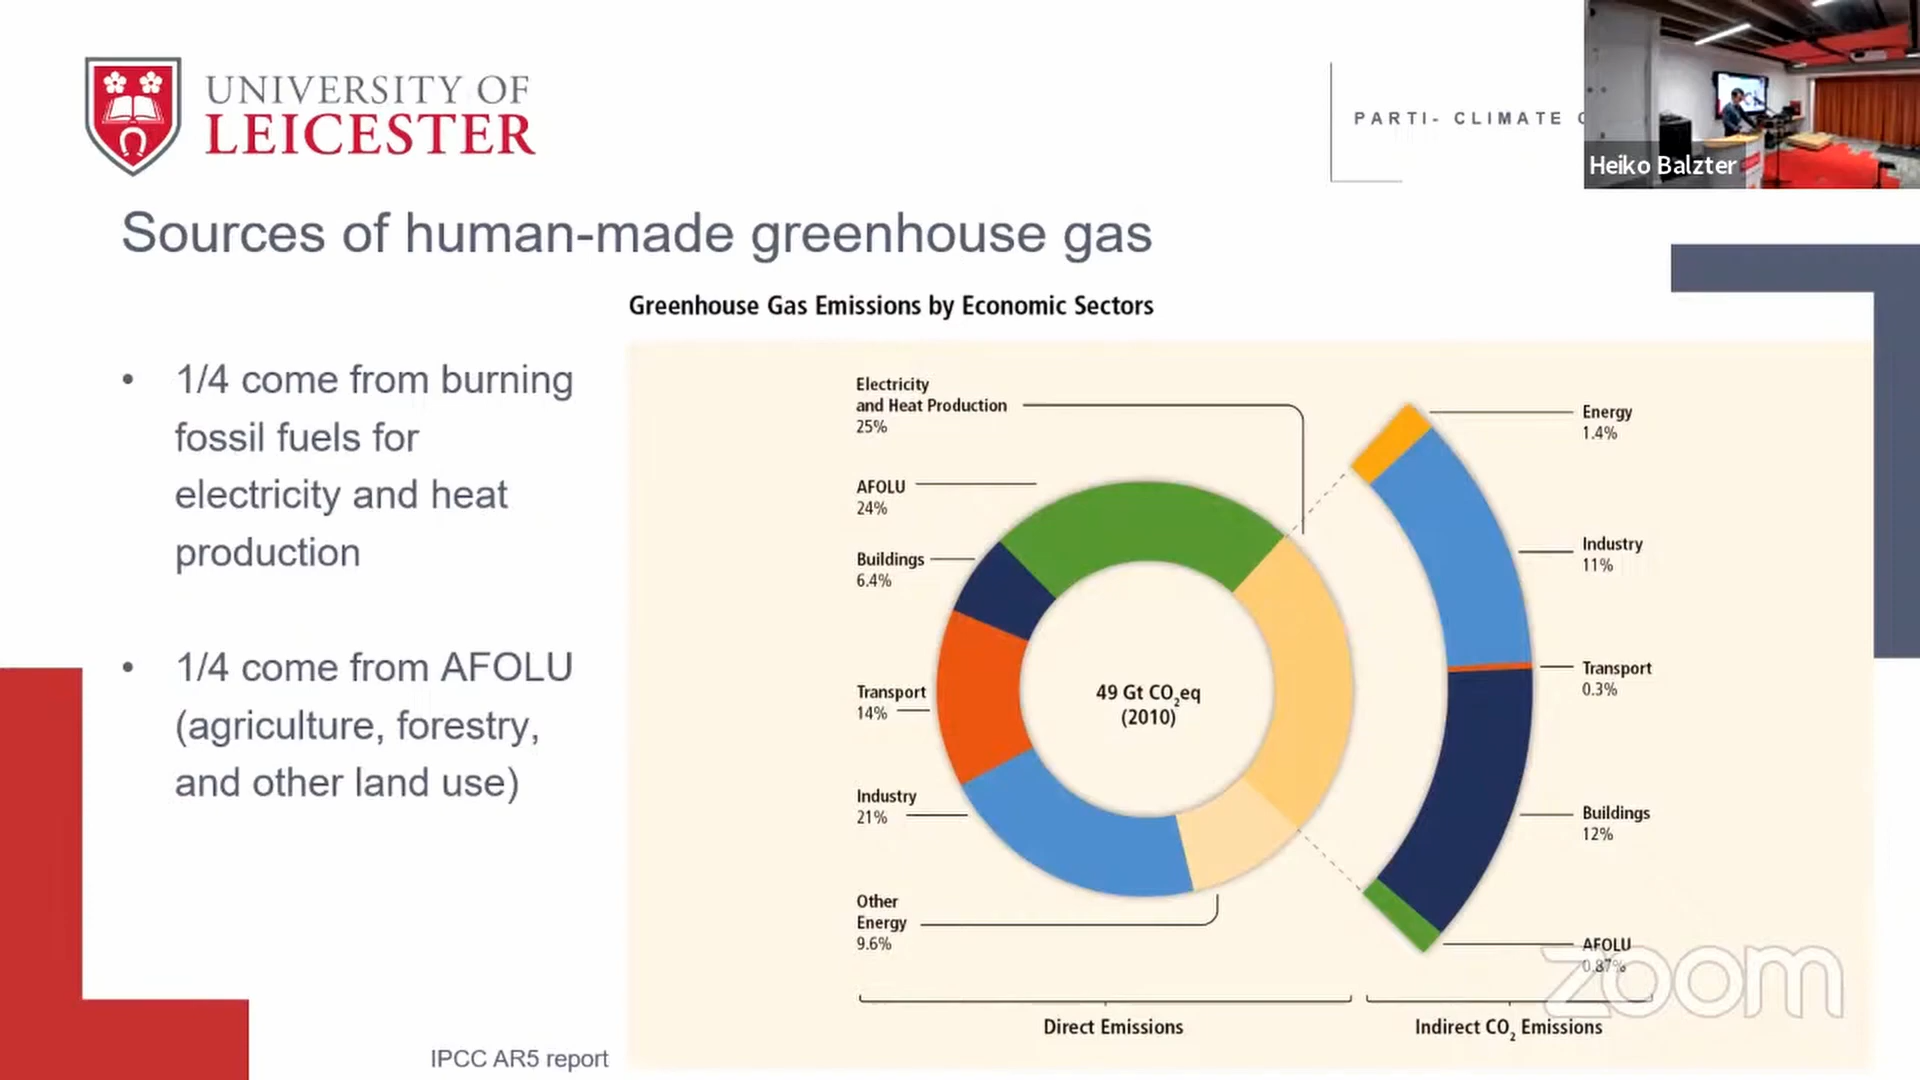 UNIVERSITY OF
LEICESTER
PARTI- CLIMATE
Heiko Balzter
Sources of human-made greenhouse gas
Greenhouse Gas Emissions by Economic Sectors
• 1/4 come from burning
fossil fuels for
electricity and heat
production
• 1/4 come from AFOLU
(agriculture, forestry,
and other land use)
Electricity
and Heat Production
25%
AFOLU
24%
Buildings
6.4%
Transport
14%
Industry
21%
Other
Energy
9.6%
49 Gt CO₂eq
(2010)
Energy
1.4%
Industry
11%
Transport
0.3%
Buildings
12%
AFOLU
0.87%
zoom
Direct Emissions
Indirect CO₂ Emissions
IPCC AR5 report